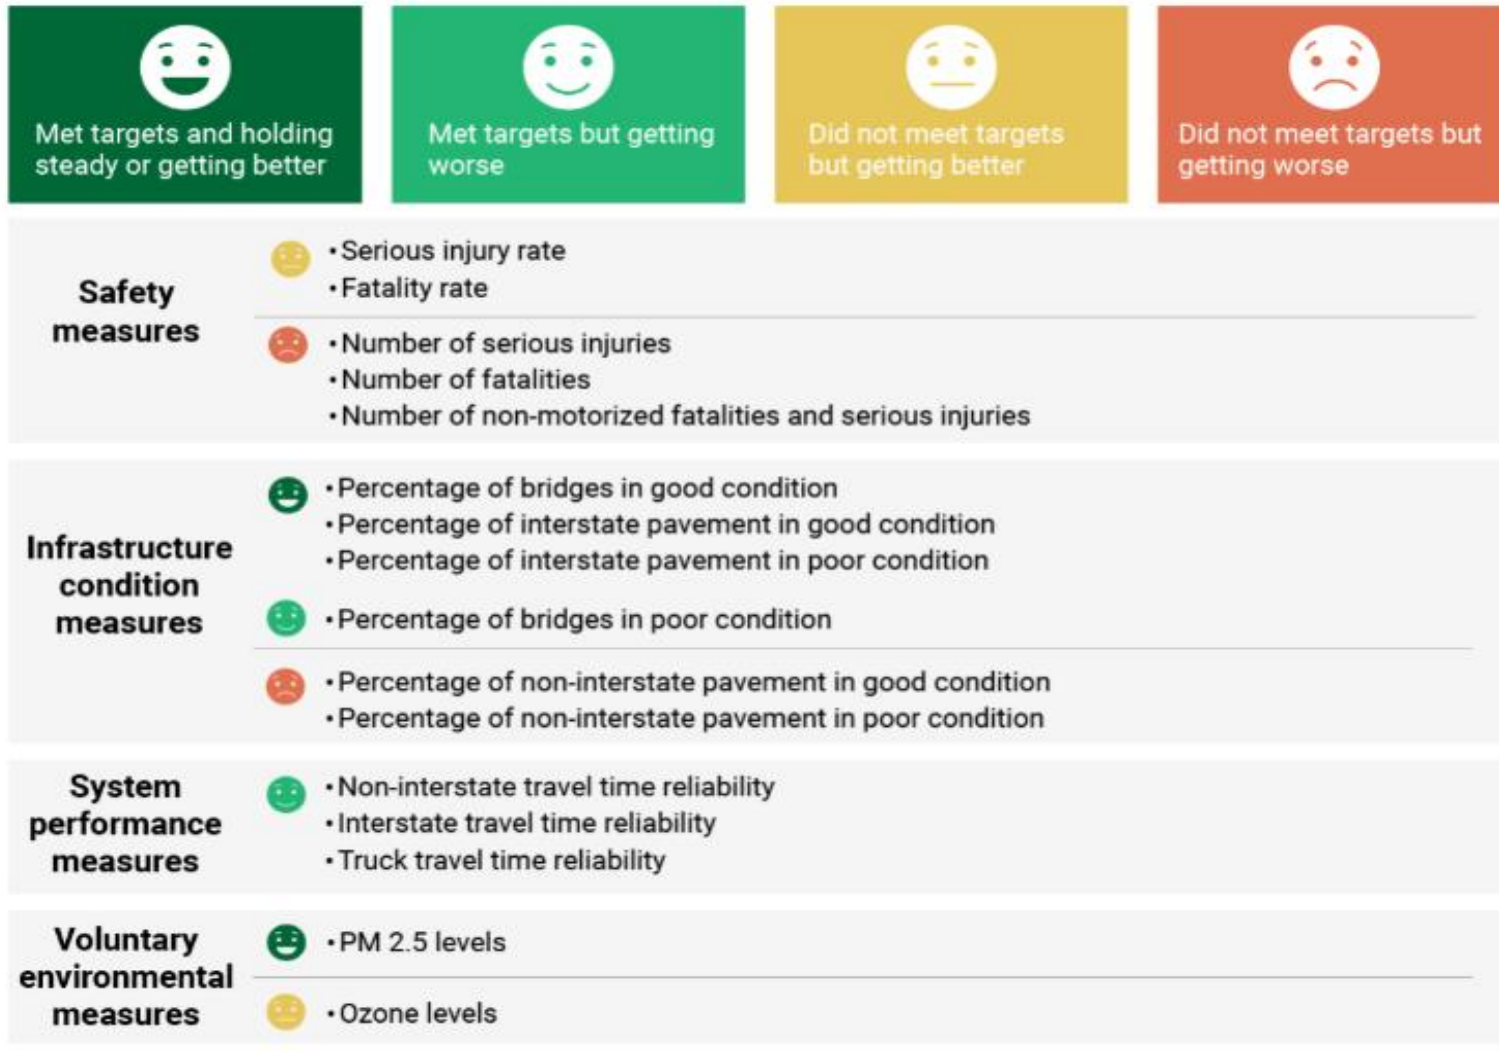 Met targets and holding
steady or getting better
Met targets but getting
worse
Did not meet targets
but getting better
Did not meet targets but
getting worse
Safety
measures
•Serious injury rate
•Fatality rate
•Number of serious injuries
•Number of fatalities
•Number of non-motorized fatalities and serious injuries
Infrastructure
condition
measures
•Percentage of bridges in good condition
•Percentage of interstate pavement in good condition
•Percentage of interstate pavement in poor condition
•Percentage of bridges in poor condition
•Percentage of non-interstate pavement in good condition
•Percentage of non-interstate pavement in poor condition
System
performance
measures
•Non-interstate travel time reliability
•Interstate travel time reliability
•Truck travel time reliability
Voluntary
environmental
measures
•PM 2.5 levels
•Ozone levels